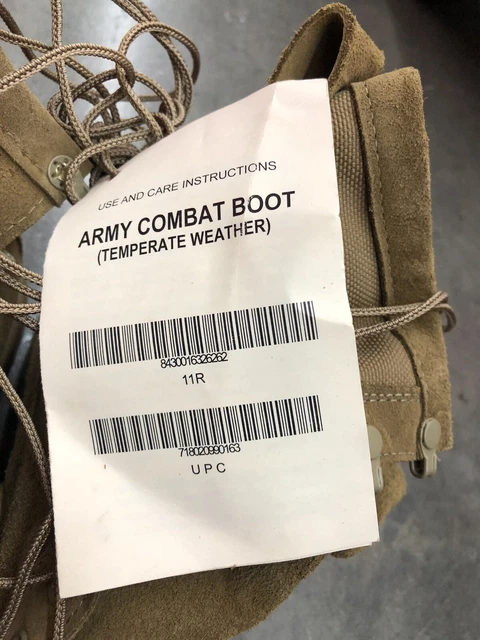 USE AND CARE INSTRUCTIONS
ARMY COMBAT BOOT
(TEMPERATE WEATHER)
8430016326262
11R
718020990163
UPC